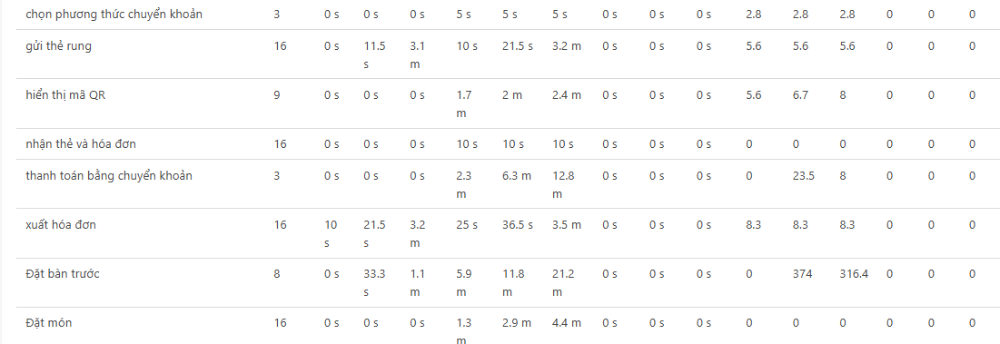 chọn phương thức chuyển khoản 3 0 s 0 s 0 s 5 s 5 s 5 s 0 s 0 s 0 s 2.8 2.8 2.8 0 0 0
gửi thẻ rung 16 0 s 11.5 s 3.1 m 10 s 21.5 s 3.2 m 0 s 0 s 0 s 5.6 5.6 5.6 0 0 0
hiển thị mã QR 9 0 s 0 s 0 s 1.7 m 2 m 2.4 m 0 s 0 s 0 s 5.6 6.7 8 0 0 0
nhận thẻ và hóa đơn 16 0 s 0 s 0 s 10 s 10 s 10 s 0 s 0 s 0 s 0 0 0 0 0 0
thanh toán bằng chuyển khoản 3 0 s 0 s 0 s 2.3 m 6.3 m 12.8 m 0 s 0 s 0 s 0 23.5 8 0 0 0
xuất hóa đơn 16 10 s 21.5 s 3.2 m 25 s 36.5 s 3.5 m 0 s 0 s 0 s 8.3 8.3 8.3 0 0 0
Đặt bàn trước 8 0 s 33.3 s 1.1 m 5.9 m 11.8 m 21.2 m 0 s 0 s 0 s 0 374 316.4 0 0 0
Đặt món 16 0 s 0 s 0 s 1.3 m 2.9 m 4.4 m 0 s 0 s 0 s 0 0 0 0 0 0